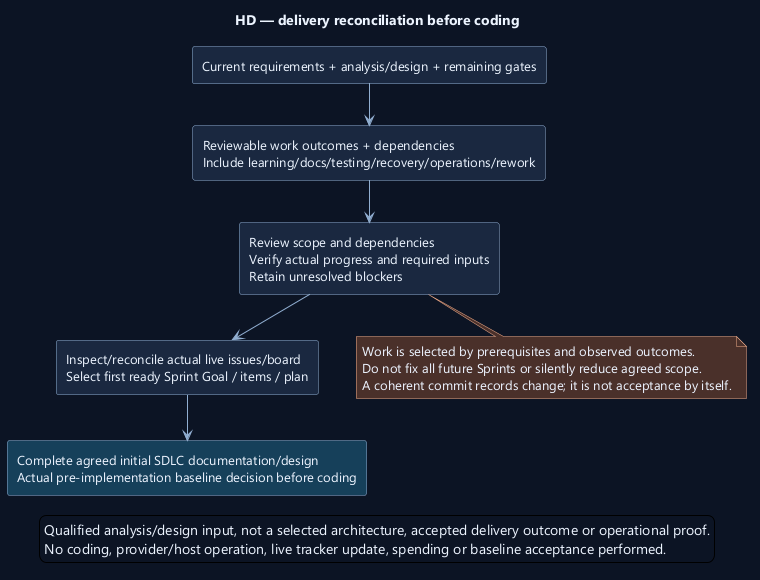 HD — delivery reconciliation before coding
Current requirements + analysis/design + remaining gates
Reviewable work outcomes + dependencies
Include learning/docs/testing/recovery/operations/rework
Review scope and dependencies
Verify actual progress and required inputs
Retain unresolved blockers
Inspect/reconcile actual live issues/board
Select first ready Sprint Goal / items / plan
Work is selected by prerequisites and observed outcomes.
Do not fix all future Sprints or silently reduce agreed scope.
A coherent commit records change; it is not acceptance by itself.
Complete agreed initial SDLC documentation/design
Actual pre-implementation baseline decision before coding
Qualified analysis/design input, not a selected architecture, accepted delivery outcome or operational proof.
No coding, provider/host operation, live tracker update, spending or baseline acceptance performed.